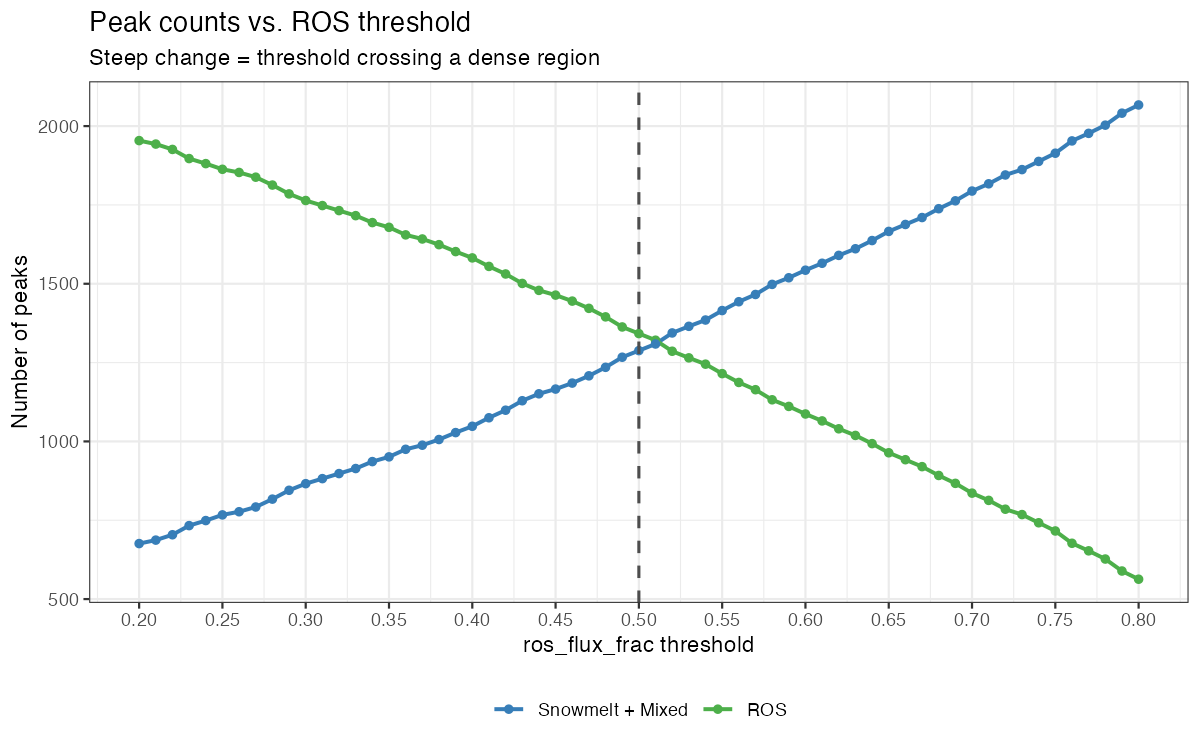 Peak counts vs. ROS threshold
Steep change = threshold crossing a dense region
Number of peaks
2000
1500
1000
500
0.20 0.25 0.30 0.35 0.40 0.45 0.50 0.55 0.60 0.65 0.70 0.75 0.80
ros_flux_frac threshold
Snowmelt + Mixed ROS